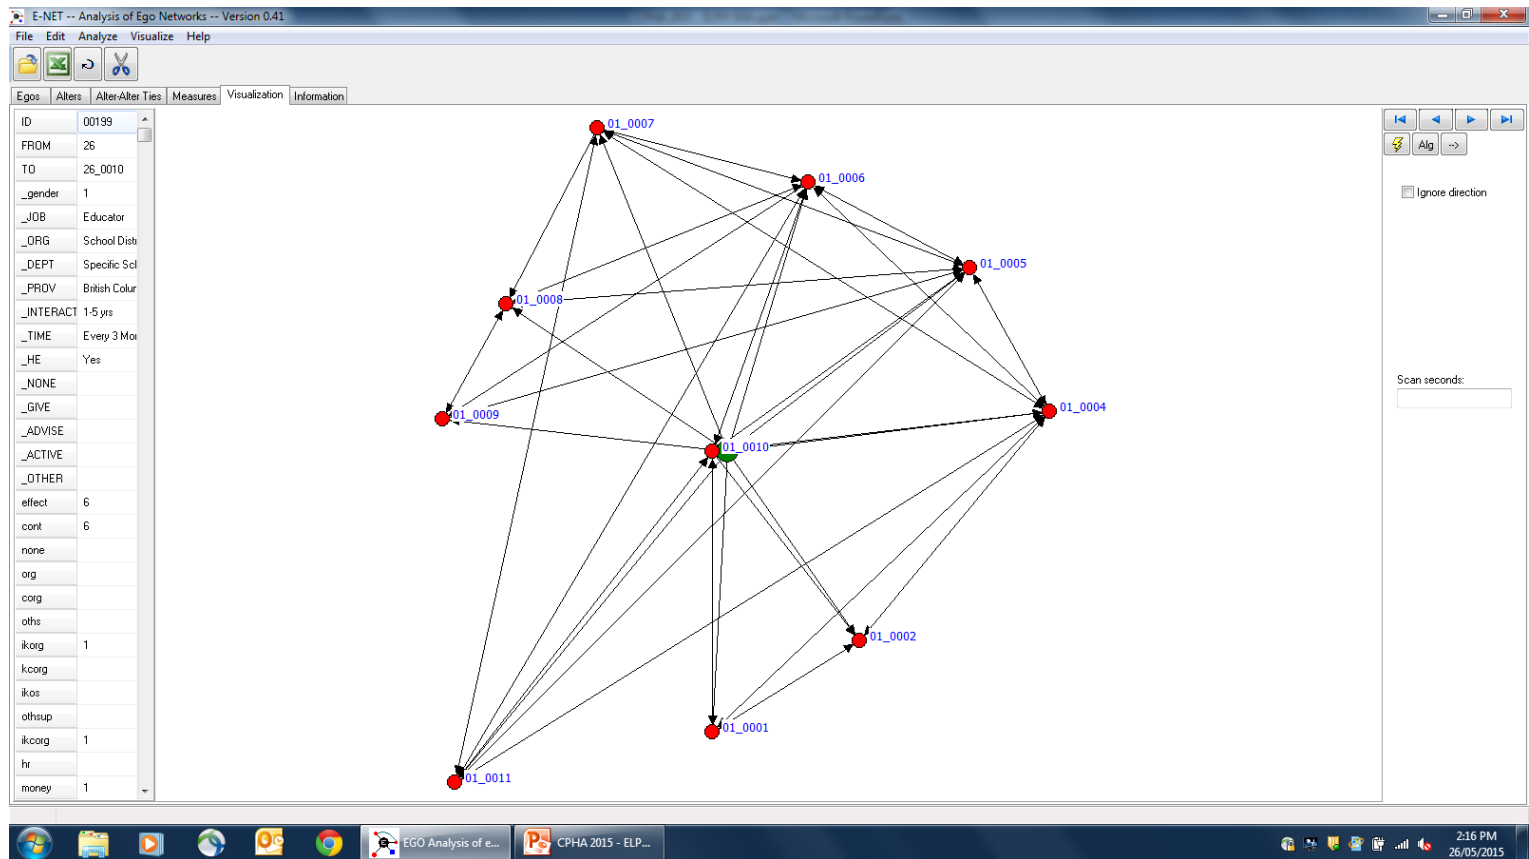 E-NET -- Analysis of Ego Networks -- Version 0.41
File Edit Analyze Visualize Help
Egos Alters Alter-Alter Ties Measures Visualization Information
ID 00199
FROM 26
TO 26_0010
_gender 1
_JOB Educator
_ORG School Distr
_DEPT Specific Scl
_PROV British Colur
_INTERACT 1-5 yrs
_TIME Every 3 Mor
_HE Yes
_NONE
_GIVE
_ADVISE
_ACTIVE
_OTHER
effect 6
cont 6
none
org
corg
oths
ikorg 1
kcorg
ikos
othsup
ikcorg 1
hr
money 1
01_0007
01_0006
01_0005
01_0008
01_0004
01_0009
01_0010
01_0002
01_0001
01_0011
Alg -->
Ignore direction
Scan seconds:
EGO Analysis of e...
CPHA 2015 - ELP...
2:16 PM
26/05/2015